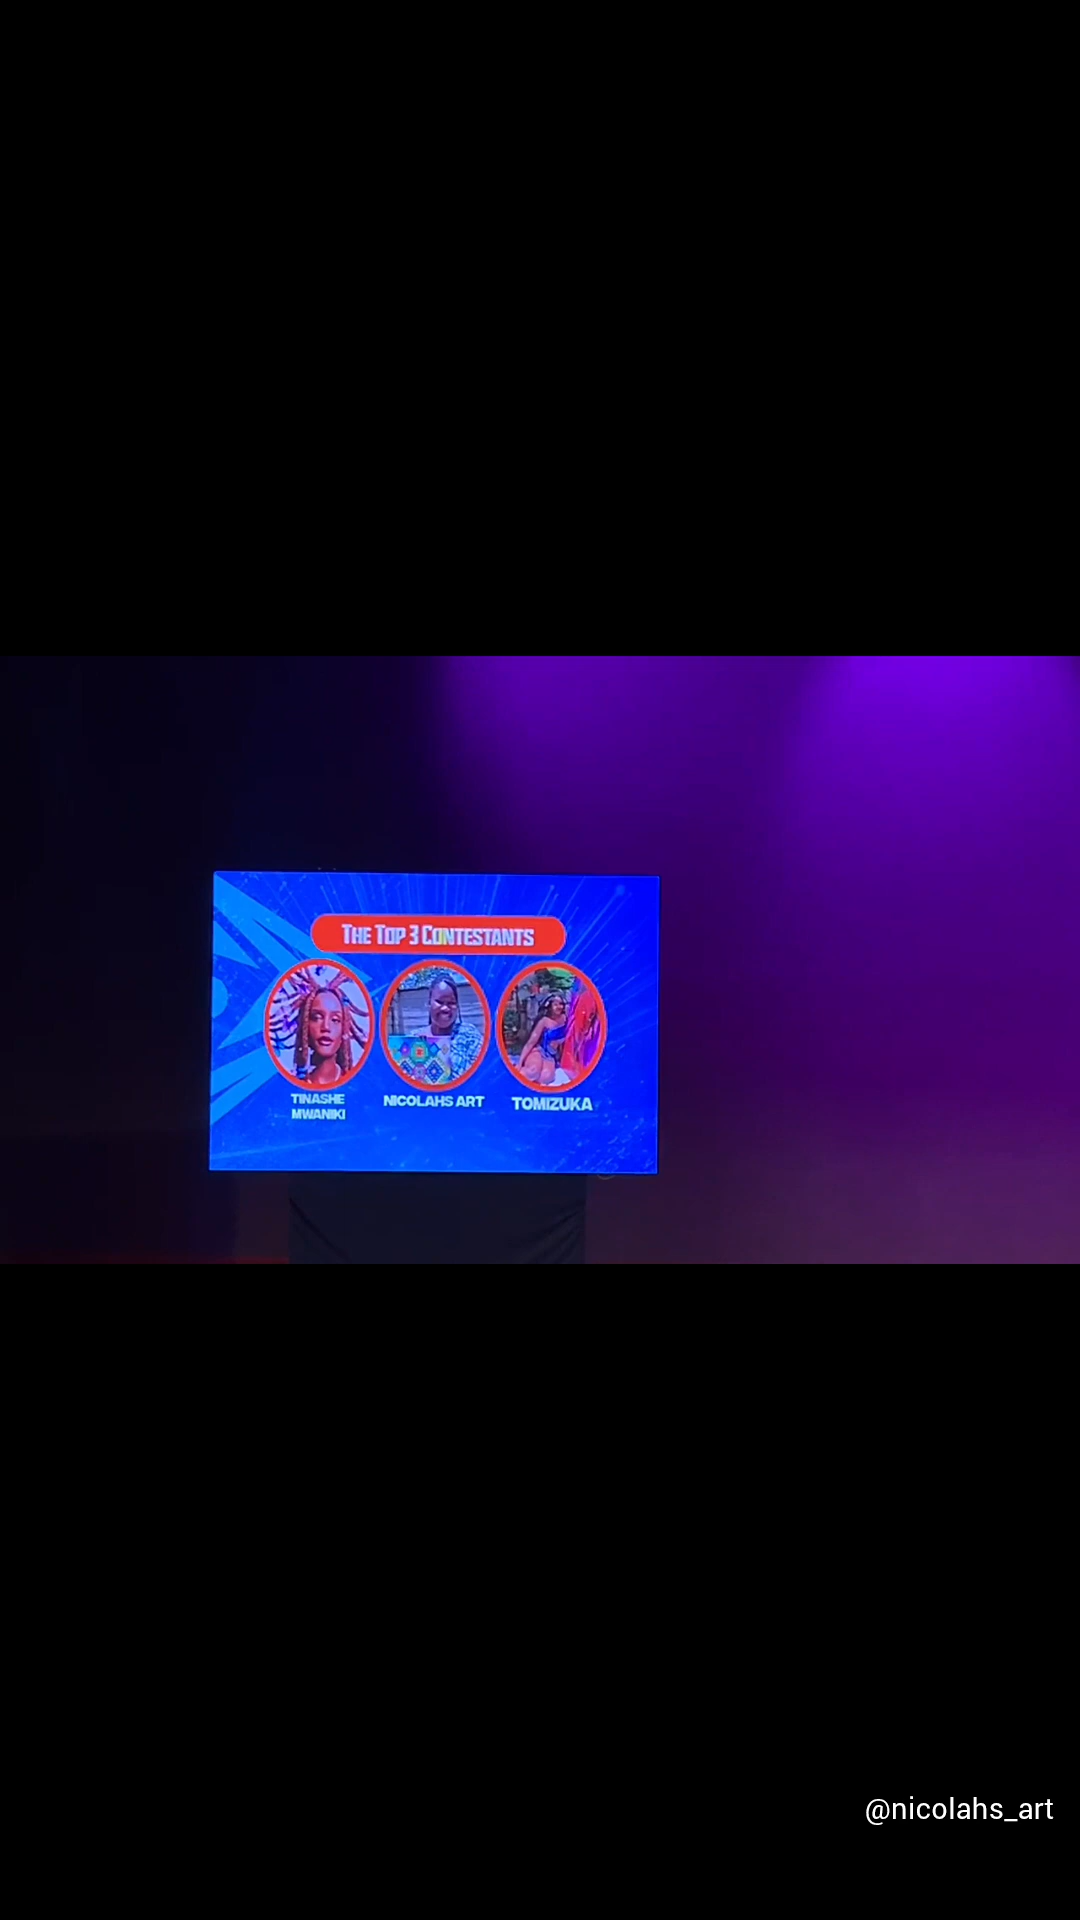 THE TOP 3 CONTESTANTS
TINASHE
MWANIKI
NICOLAHS ART
TOMIZUKA
@nicolahs_art